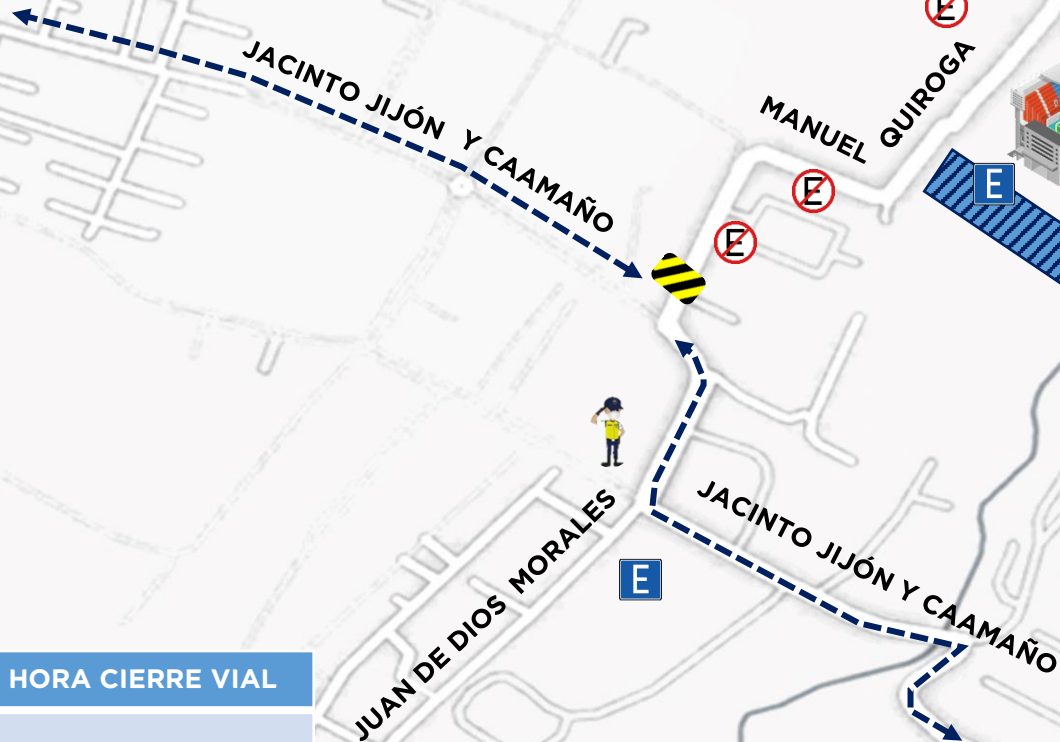 E
JACINTO JIJÓN Y CAAMAÑO
MANUEL QUIROGA
E
E
E
JACINTO JIJÓN Y CAAMAÑO
JUAN DE DIOS MORALES
E
HORA CIERRE VIAL